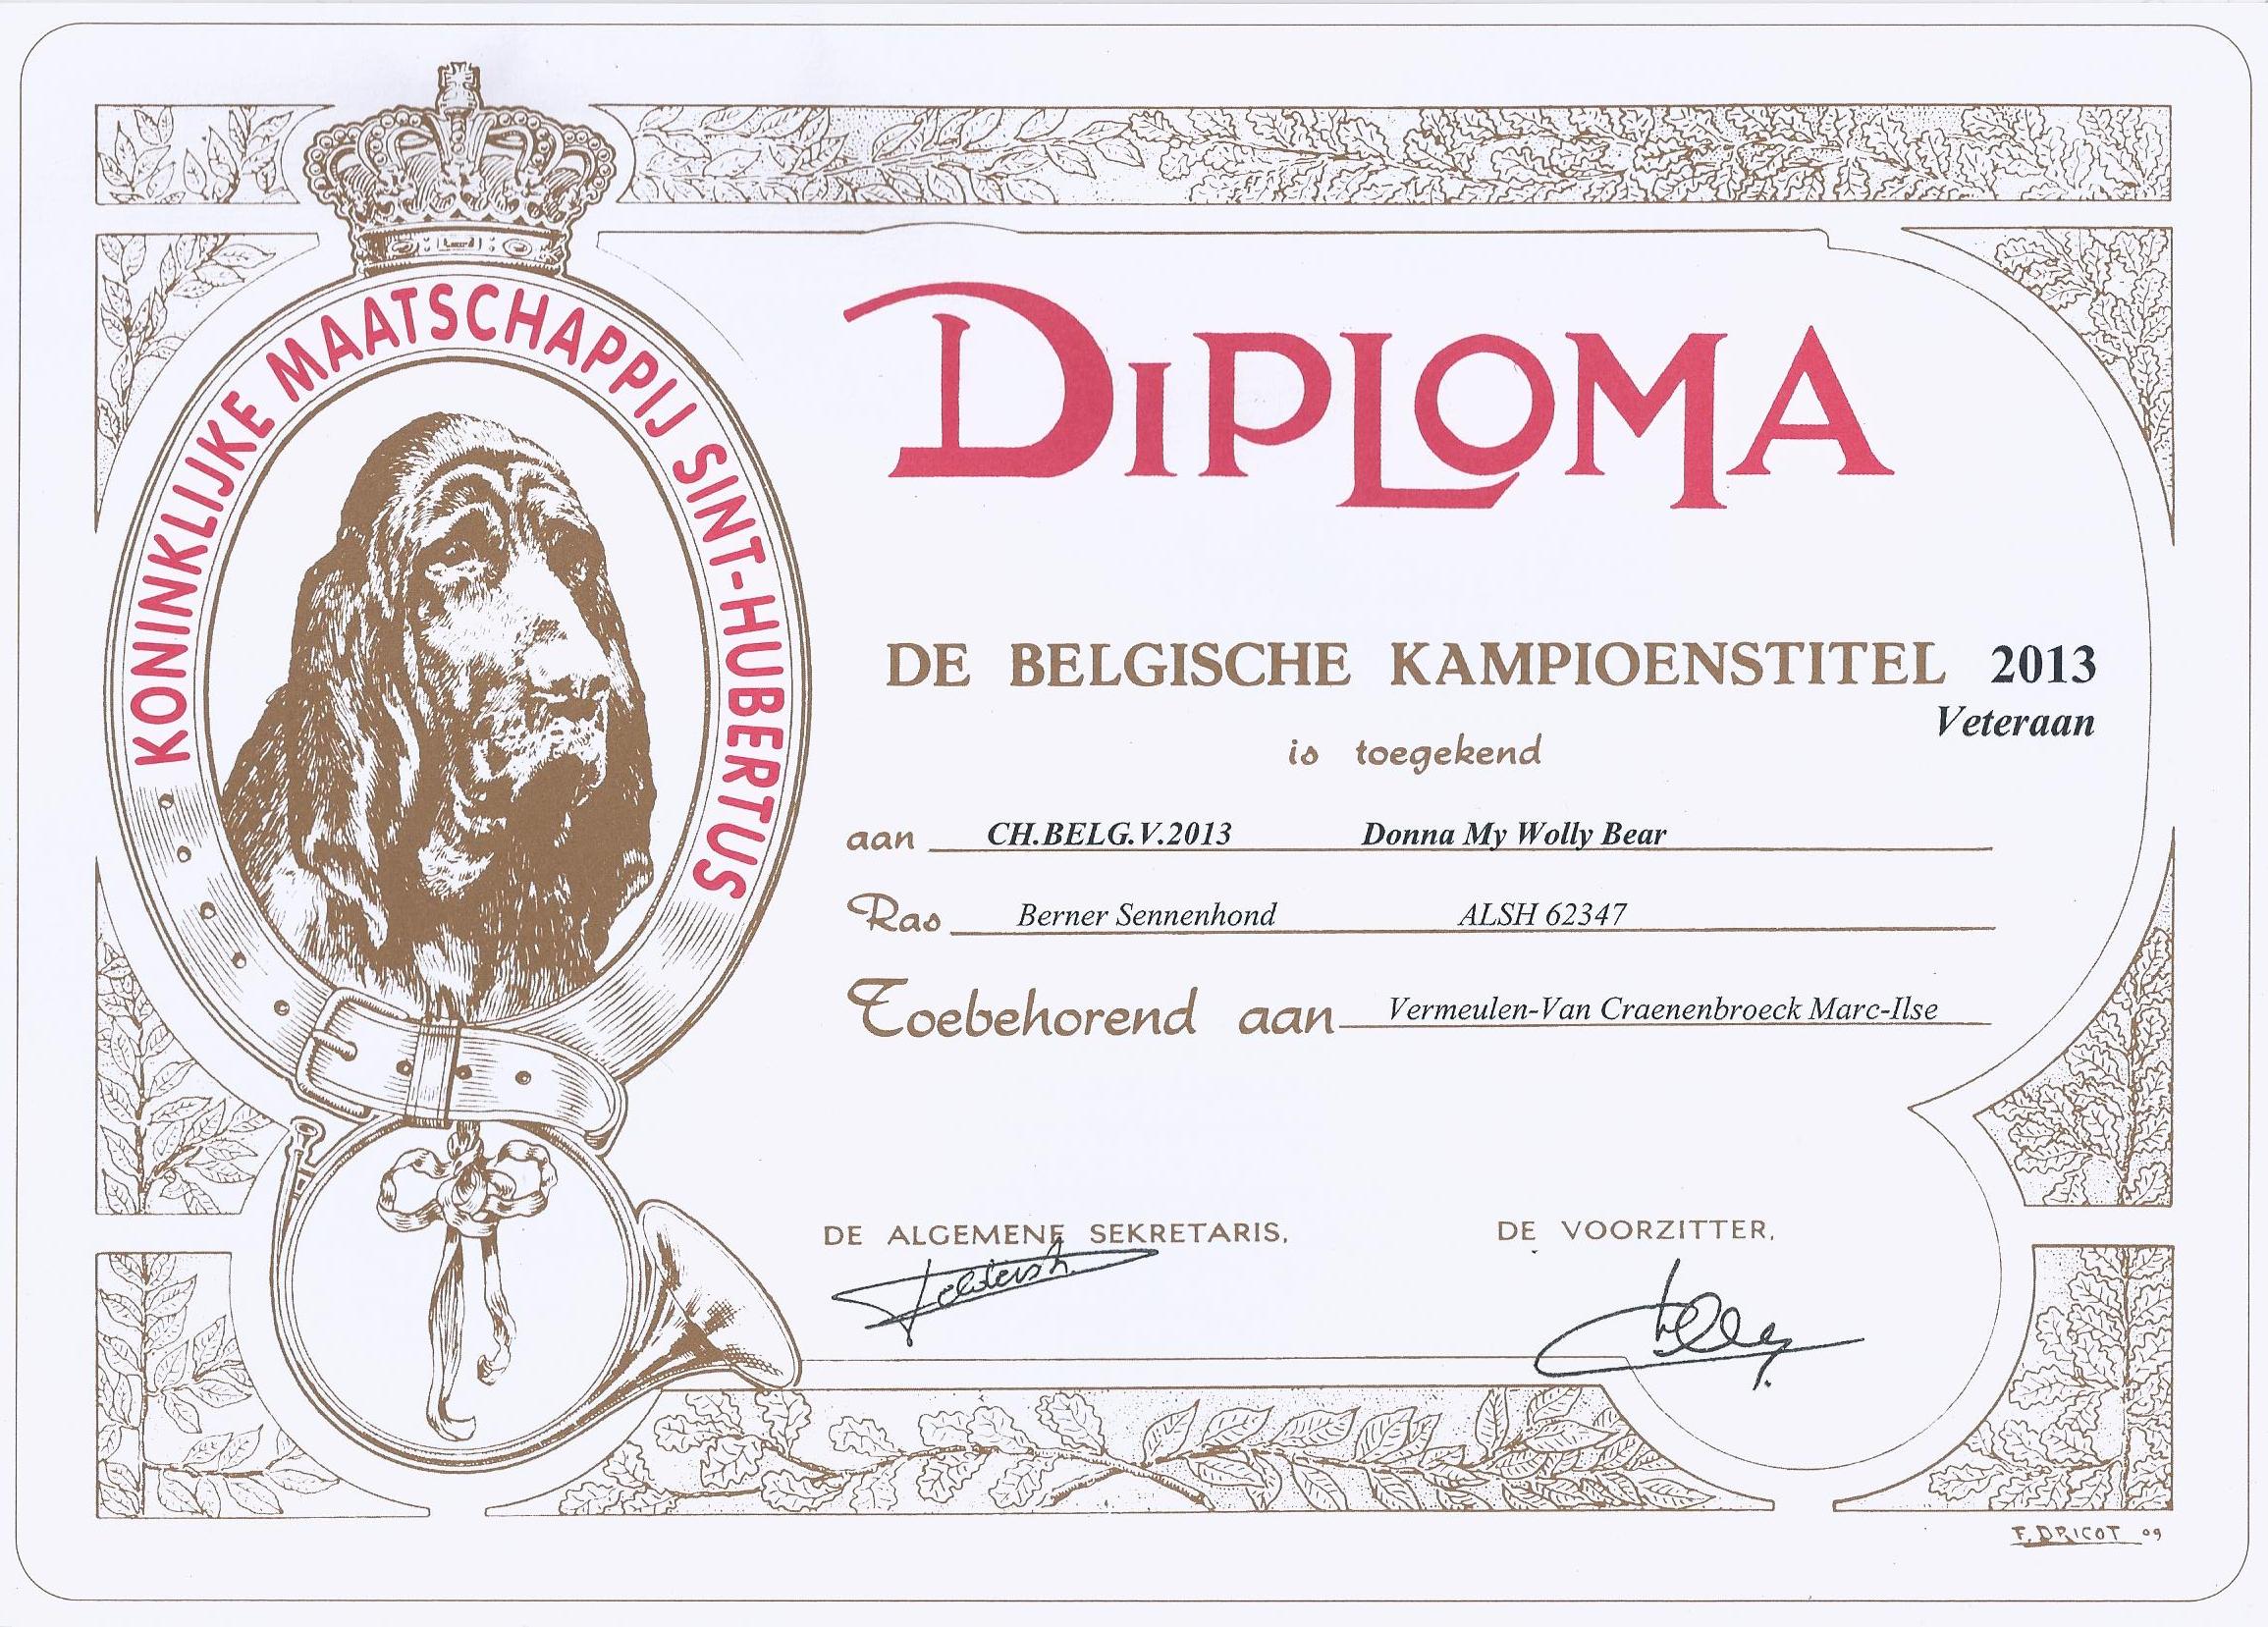 KONINKLIJKE MAATSCHAPPIJ SINT-HUBERTUS
DIPLOMA
DE BELGISCHE KAMPIOENSTITEL 2013
Veteraan
is toegekend
aan CH.BELG.V.2013 Donna My Wolly Bear
Ras Berner Sennenhond ALSH 62347
Toebehorend aan Vermeulen-Van Craenenbroeck Marc-Ilse
DE ALGEMENE SEKRETARIS, DE VOORZITTER,
F. DRICOT 09